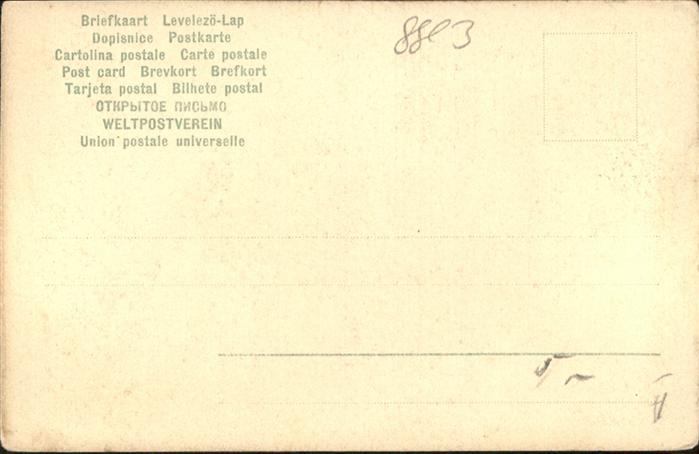 Briefkaart Levelező-Lap
Dopisnice Postkarte
Cartolina postale Carte postale
Post card Brevkort Brefkort
Tarjeta postal Bilhete postal
ОТКРЫТОЕ ПИСЬМО
WELTPOSTVEREIN
Union postale universelle
5 -